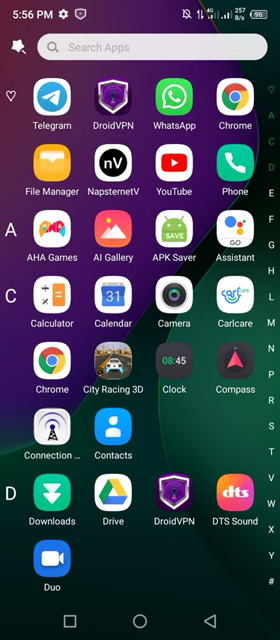 5:56 PM
4G
257
B/s
96
Search Apps
Telegram
DroidVPN
WhatsApp
Chrome
nV
File Manager
NapsternetV
YouTube
Phone
A
SAVE
GO
AHA Games
AI Gallery
APK Saver
Assistant
C
31
carlcare
Calculator
Calendar
Camera
Carlcare
08:45
Chrome
City Racing 3D
Clock
Compass
Connection ...
Contacts
D
dts
Downloads
Drive
DroidVPN
DTS Sound
Duo
A
C
D
E
F
G
H
L
M
N
P
R
S
T
V
W
X
Y
#